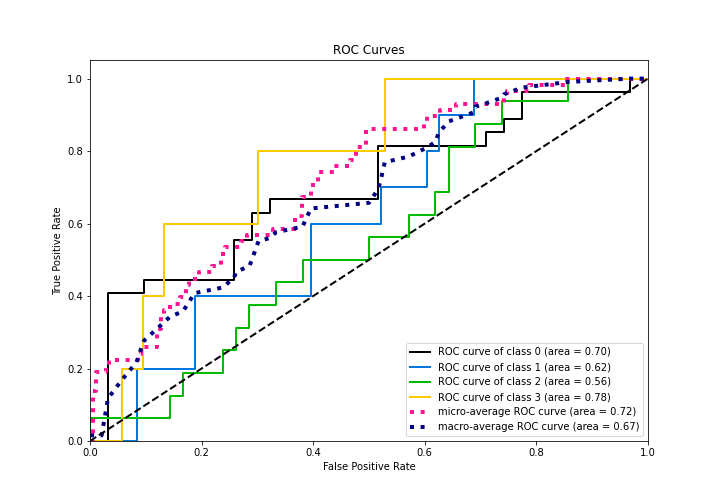 ROC Curves
True Positive Rate
1.0
0.8
0.6
0.4
0.2
0.0
ROC curve of class 0 (area = 0.70)
ROC curve of class 1 (area = 0.62)
ROC curve of class 2 (area = 0.56)
ROC curve of class 3 (area = 0.78)
micro-average ROC curve (area = 0.72)
macro-average ROC curve (area = 0.67)
0.0 0.2 0.4 0.6 0.8 1.0
False Positive Rate